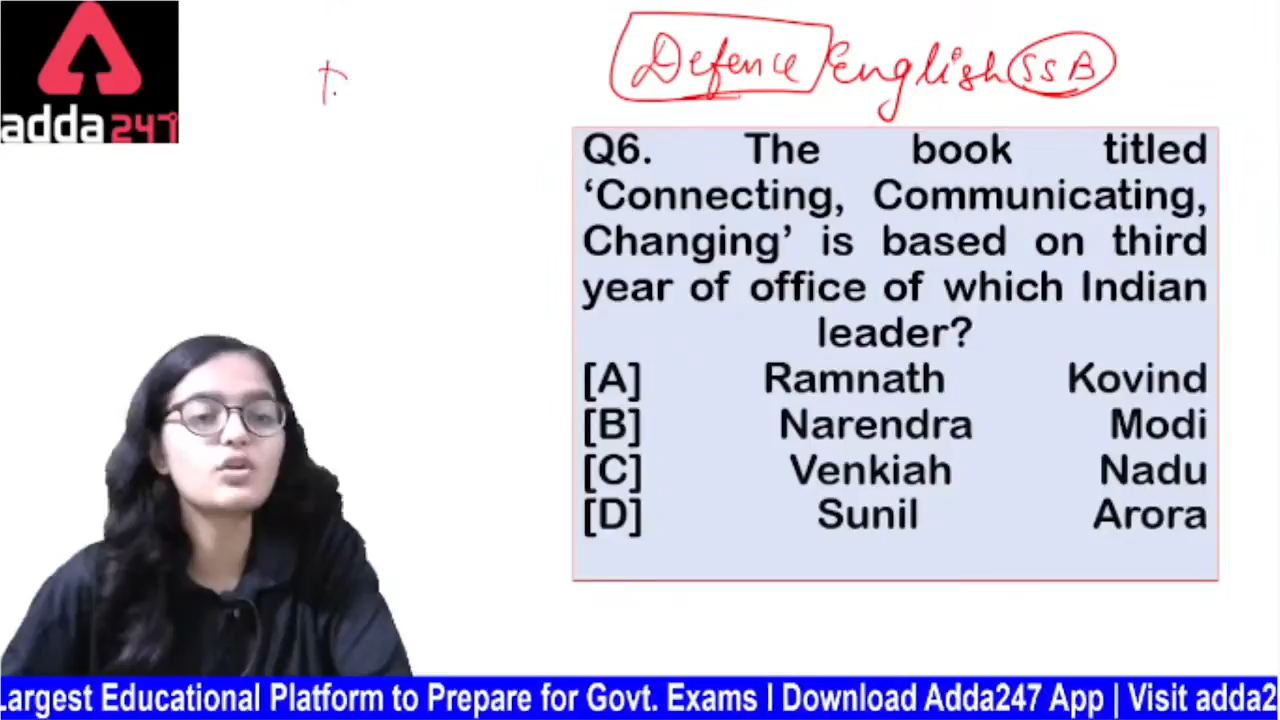 adda247
Defence English SSB
Q6. The book titled
‘Connecting, Communicating,
Changing’ is based on third
year of office of which Indian
leader?
[A] Ramnath Kovind
[B] Narendra Modi
[C] Venkiah Nadu
[D] Sunil Arora
Largest Educational Platform to Prepare for Govt. Exams I Download Adda247 App | Visit adda2